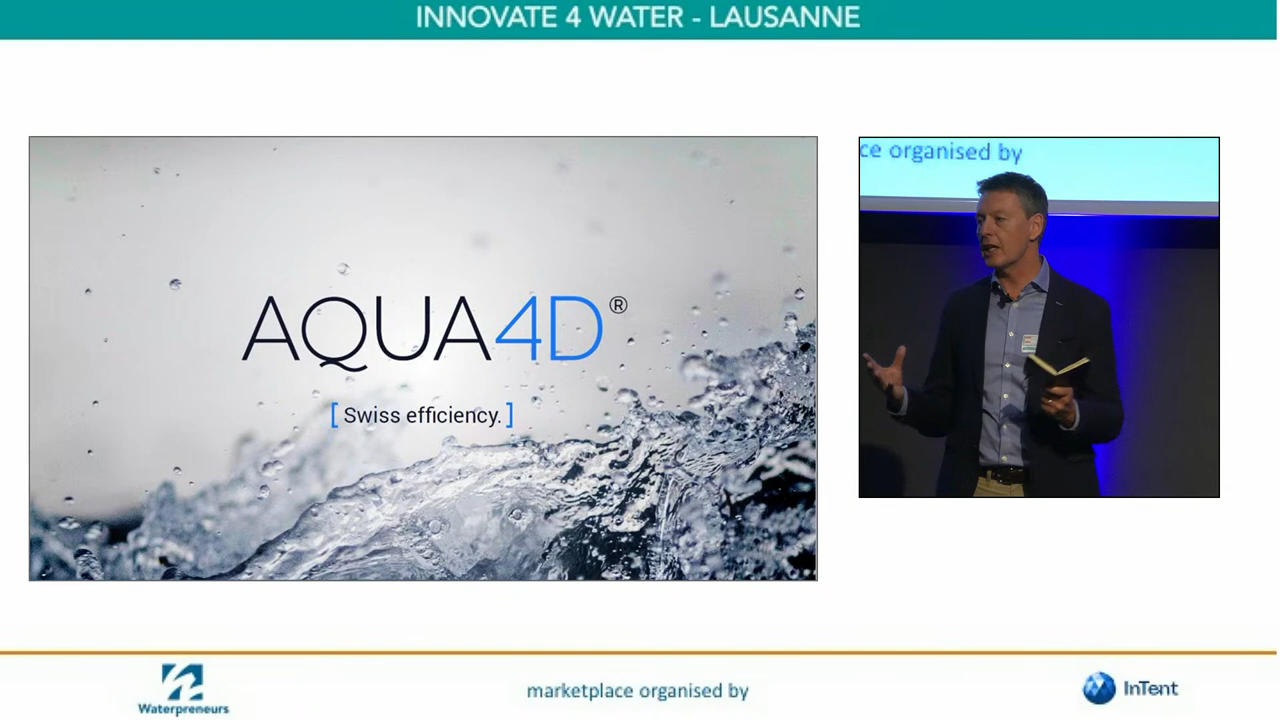 INNOVATE 4 WATER - LAUSANNE
AQUA4D®
[ Swiss efficiency. ]
ce organised by
Waterpreneurs
marketplace organised by
InTent